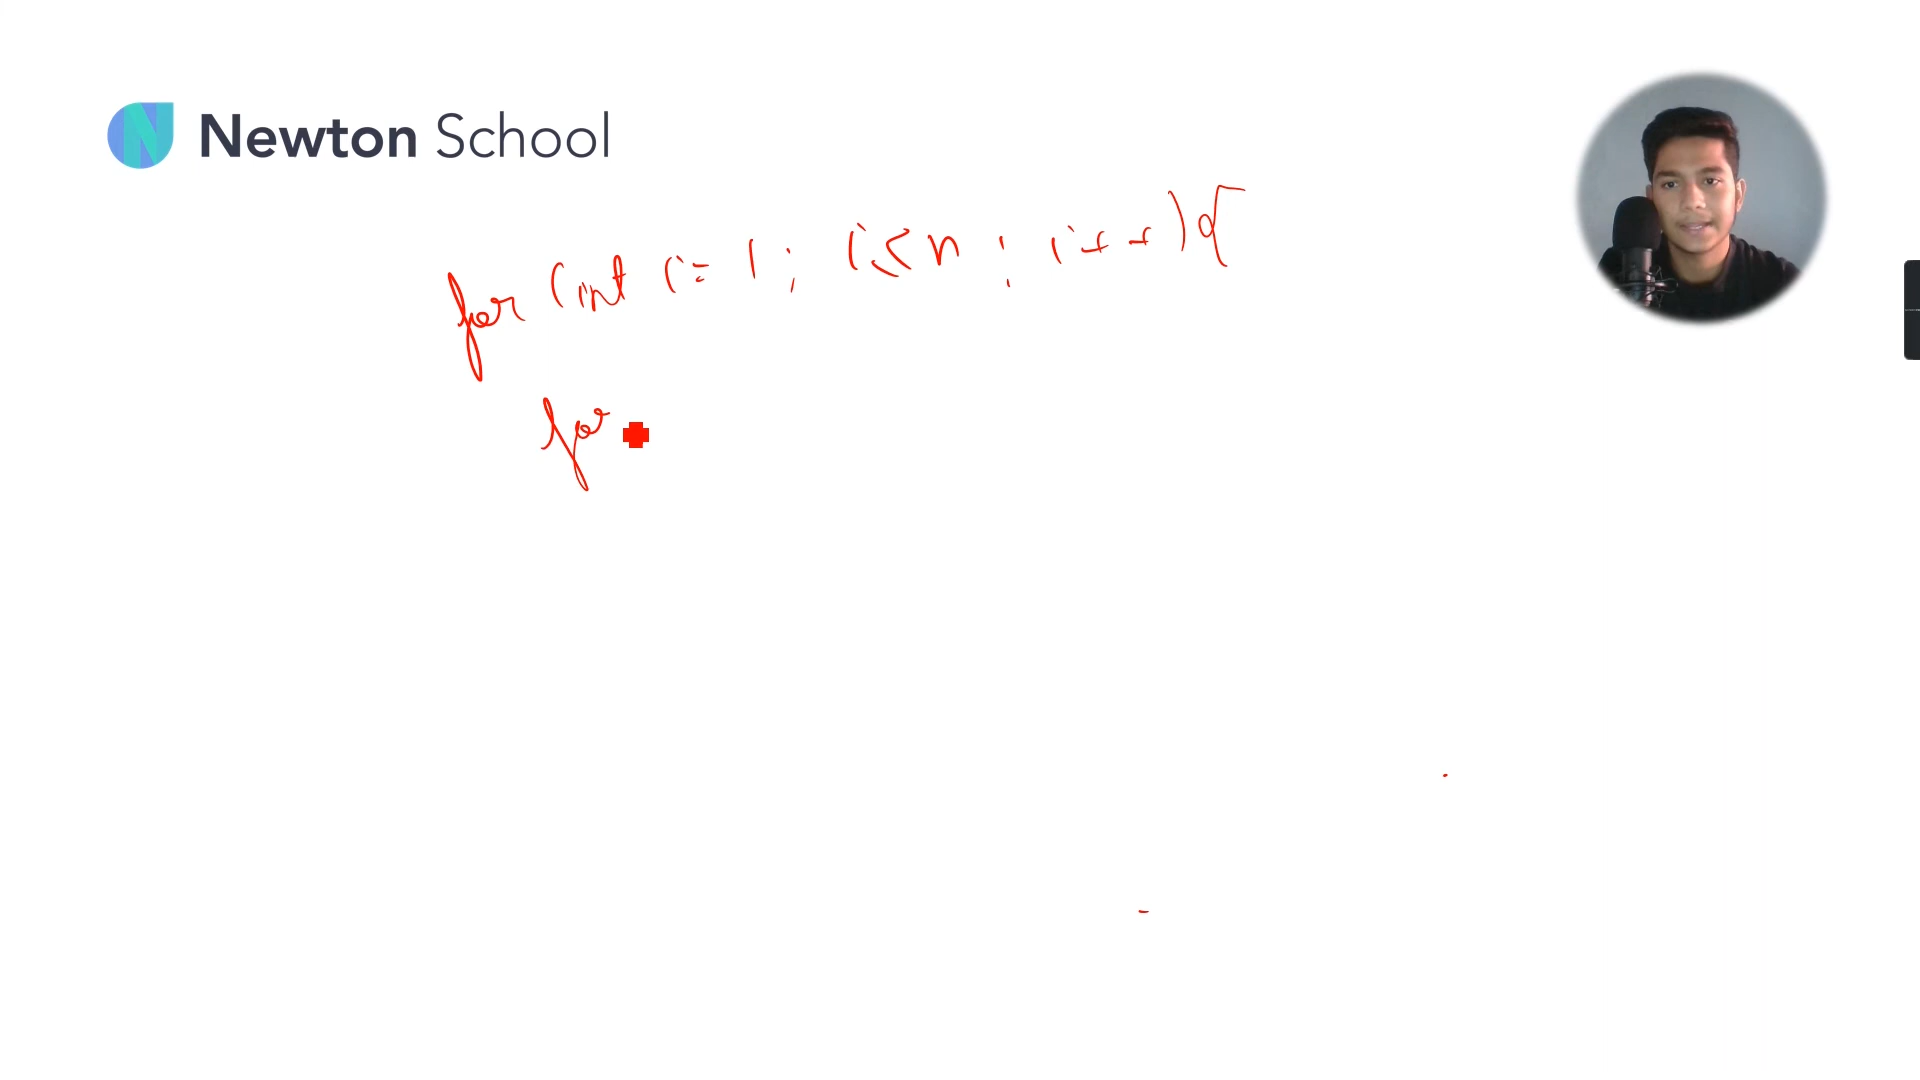 Newton School
for (int i = 1; i < n; i++) {
for